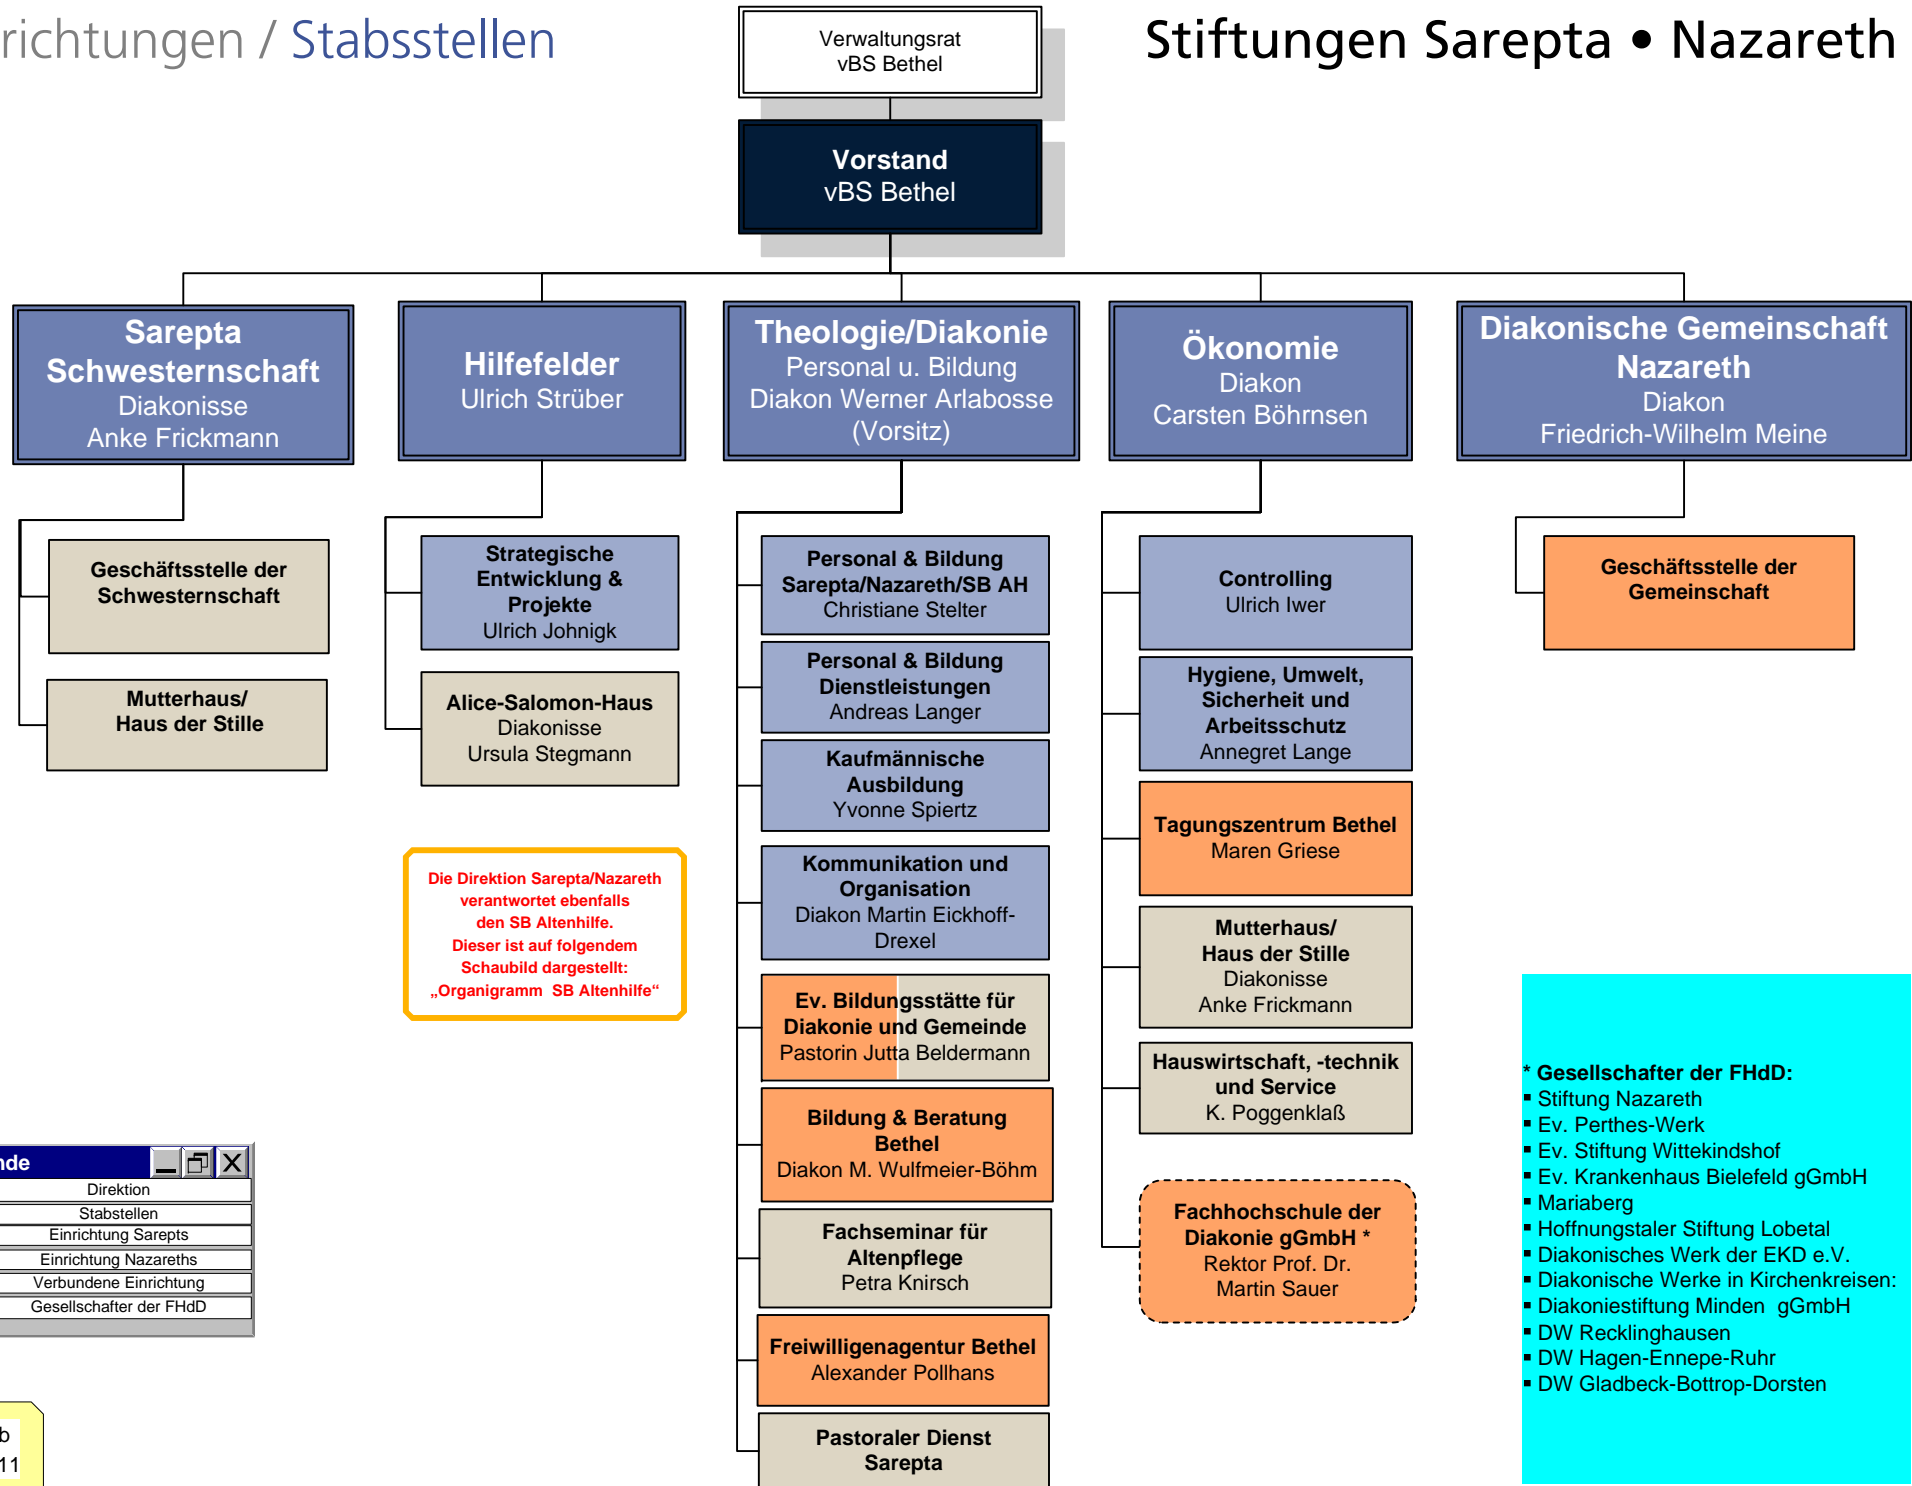 richtungen / Stabsstellen
Stiftungen Sarepta • Nazareth
Verwaltungsrat
vBS Bethel
Vorstand
vBS Bethel
Sarepta
Schwesternschaft
Diakonisse
Anke Frickmann
Hilfefelder
Ulrich Strüber
Theologie/Diakonie
Personal u. Bildung
Diakon Werner Arlabosse
(Vorsitz)
Ökonomie
Diakon
Carsten Böhrnsen
Diakonische Gemeinschaft
Nazareth
Diakon
Friedrich-Wilhelm Meine
Geschäftsstelle der
Schwesternschaft
Mutterhaus/
Haus der Stille
Strategische
Entwicklung &
Projekte
Ulrich Johnigk
Alice-Salomon-Haus
Diakonisse
Ursula Stegmann
Die Direktion Sarepta/Nazareth
verantwortet ebenfalls
den SB Altenhilfe.
Dieser ist auf folgendem
Schaubild dargestellt:
„Organigramm  SB Altenhilfe“
Personal & Bildung
Sarepta/Nazareth/SB AH
Christiane Stelter
Personal & Bildung
Dienstleistungen
Andreas Langer
Kaufmännische
Ausbildung
Yvonne Spiertz
Kommunikation und
Organisation
Diakon Martin Eickhoff-
Drexel
Ev. Bildungsstätte für
Diakonie und Gemeinde
Pastorin Jutta Beldermann
Bildung & Beratung
Bethel
Diakon M. Wulfmeier-Böhm
Fachseminar für
Altenpflege
Petra Knirsch
Freiwilligenagentur Bethel
Alexander Pollhans
Pastoraler Dienst
Sarepta
Controlling
Ulrich Iwer
Hygiene, Umwelt,
Sicherheit und
Arbeitsschutz
Annegret Lange
Tagungszentrum Bethel
Maren Griese
Mutterhaus/
Haus der Stille
Diakonisse
Anke Frickmann
Hauswirtschaft, -technik
und Service
K. Poggenklaß
Fachhochschule der
Diakonie gGmbH *
Rektor Prof. Dr.
Martin Sauer
Geschäftsstelle der
Gemeinschaft
* Gesellschafter der FHdD:
▪ Stiftung Nazareth
▪ Ev. Perthes-Werk
▪ Ev. Stiftung Wittekindshof
▪ Ev. Krankenhaus Bielefeld gGmbH
▪ Mariaberg
▪ Hoffnungstaler Stiftung Lobetal
▪ Diakonisches Werk der EKD e.V.
▪ Diakonische Werke in Kirchenkreisen:
▪ Diakoniestiftung Minden  gGmbH
▪ DW Recklinghausen
▪ DW Hagen-Ennepe-Ruhr
▪ DW Gladbeck-Bottrop-Dorsten
nde
Direktion
Stabstellen
Einrichtung Sarepts
Einrichtung Nazareths
Verbundene Einrichtung
Gesellschafter der FHdD
b
11